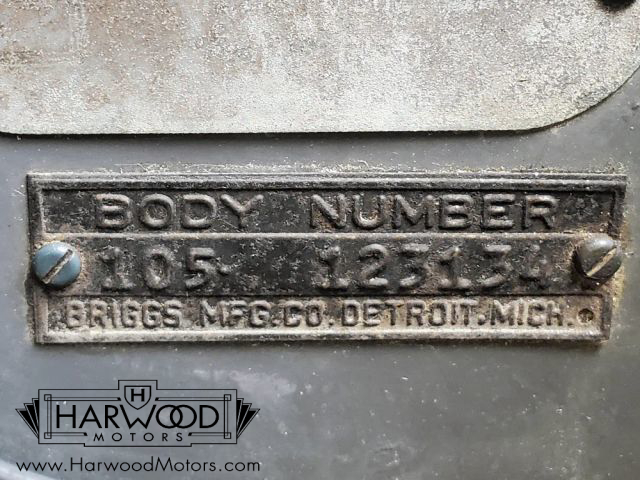 BODY NUMBER
105- 123134
BRIGGS MFG.CO. DETROIT.MICH.
H
HARWOOD
MOTORS
www.HarwoodMotors.com